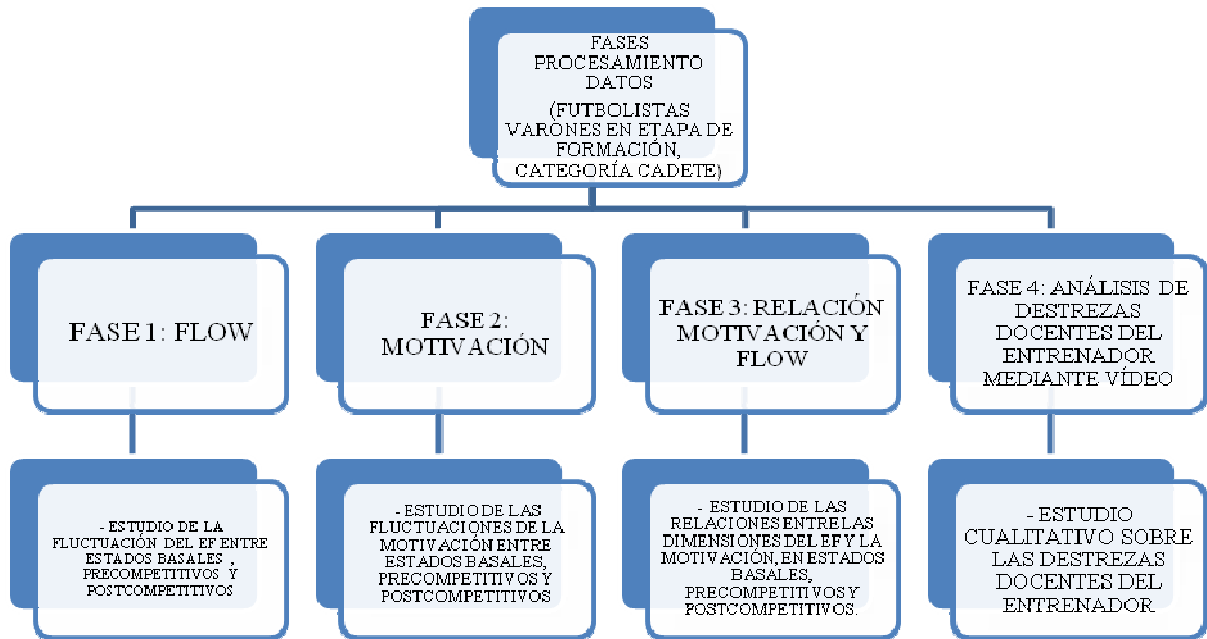 FASES
PROCESAMIENTO
DATOS
(FUTBOLISTAS
VARONES EN ETAPA DE
FORMACIÓN,
CATEGORÍA CADETE)
FASE 1: FLOW
FASE 2:
MOTIVACIÓN
FASE 3: RELACIÓN
MOTIVACIÓN Y
FLOW
FASE 4: ANÁLISIS DE
DESTREZAS
DOCENTES DEL
ENTRENADOR
MEDIANTE VÍDEO
- ESTUDIO DE LA
FLUCTUACIÓN DEL EF ENTRE
ESTADOS BASALES ,
PRECOMPETITIVOS Y
POSTCOMPETITIVOS
- ESTUDIO DE LAS
FLUCTUACIONES DE LA
MOTIVACIÓN ENTRE
ESTADOS BASALES,
PRECOMPETITIVOS Y
POSTCOMPETITIVOS
- ESTUDIO DE LAS
RELACIONES ENTRE LAS
DIMENSIONES DEL EF Y LA
MOTIVACIÓN, EN ESTADOS
BASALES,
PRECOMPETITIVOS Y
POSTCOMPETITIVOS.
- ESTUDIO
CUALITATIVO SOBRE
LAS DESTREZAS
DOCENTES DEL
ENTRENADOR